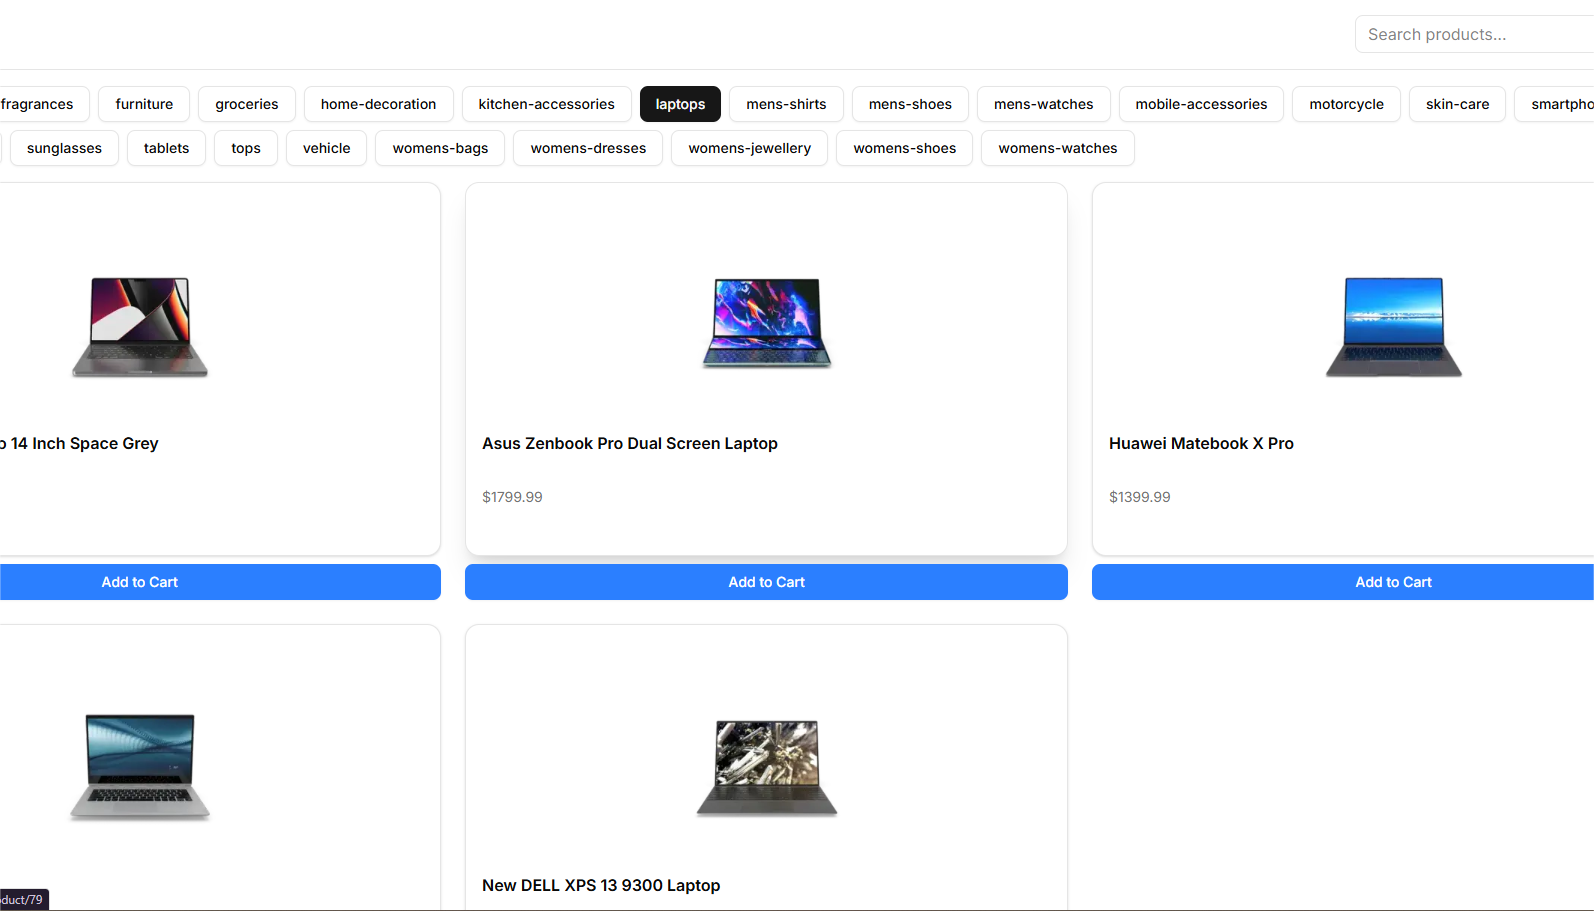 Search products...
fragrances furniture groceries home-decoration kitchen-accessories laptops mens-shirts mens-shoes mens-watches mobile-accessories motorcycle skin-care smartpho
sunglasses tablets tops vehicle womens-bags womens-dresses womens-jewellery womens-shoes womens-watches
14 Inch Space Grey
Asus Zenbook Pro Dual Screen Laptop
Huawei Matebook X Pro
$1799.99
$1399.99
Add to Cart
Add to Cart
Add to Cart
New DELL XPS 13 9300 Laptop
duct/79